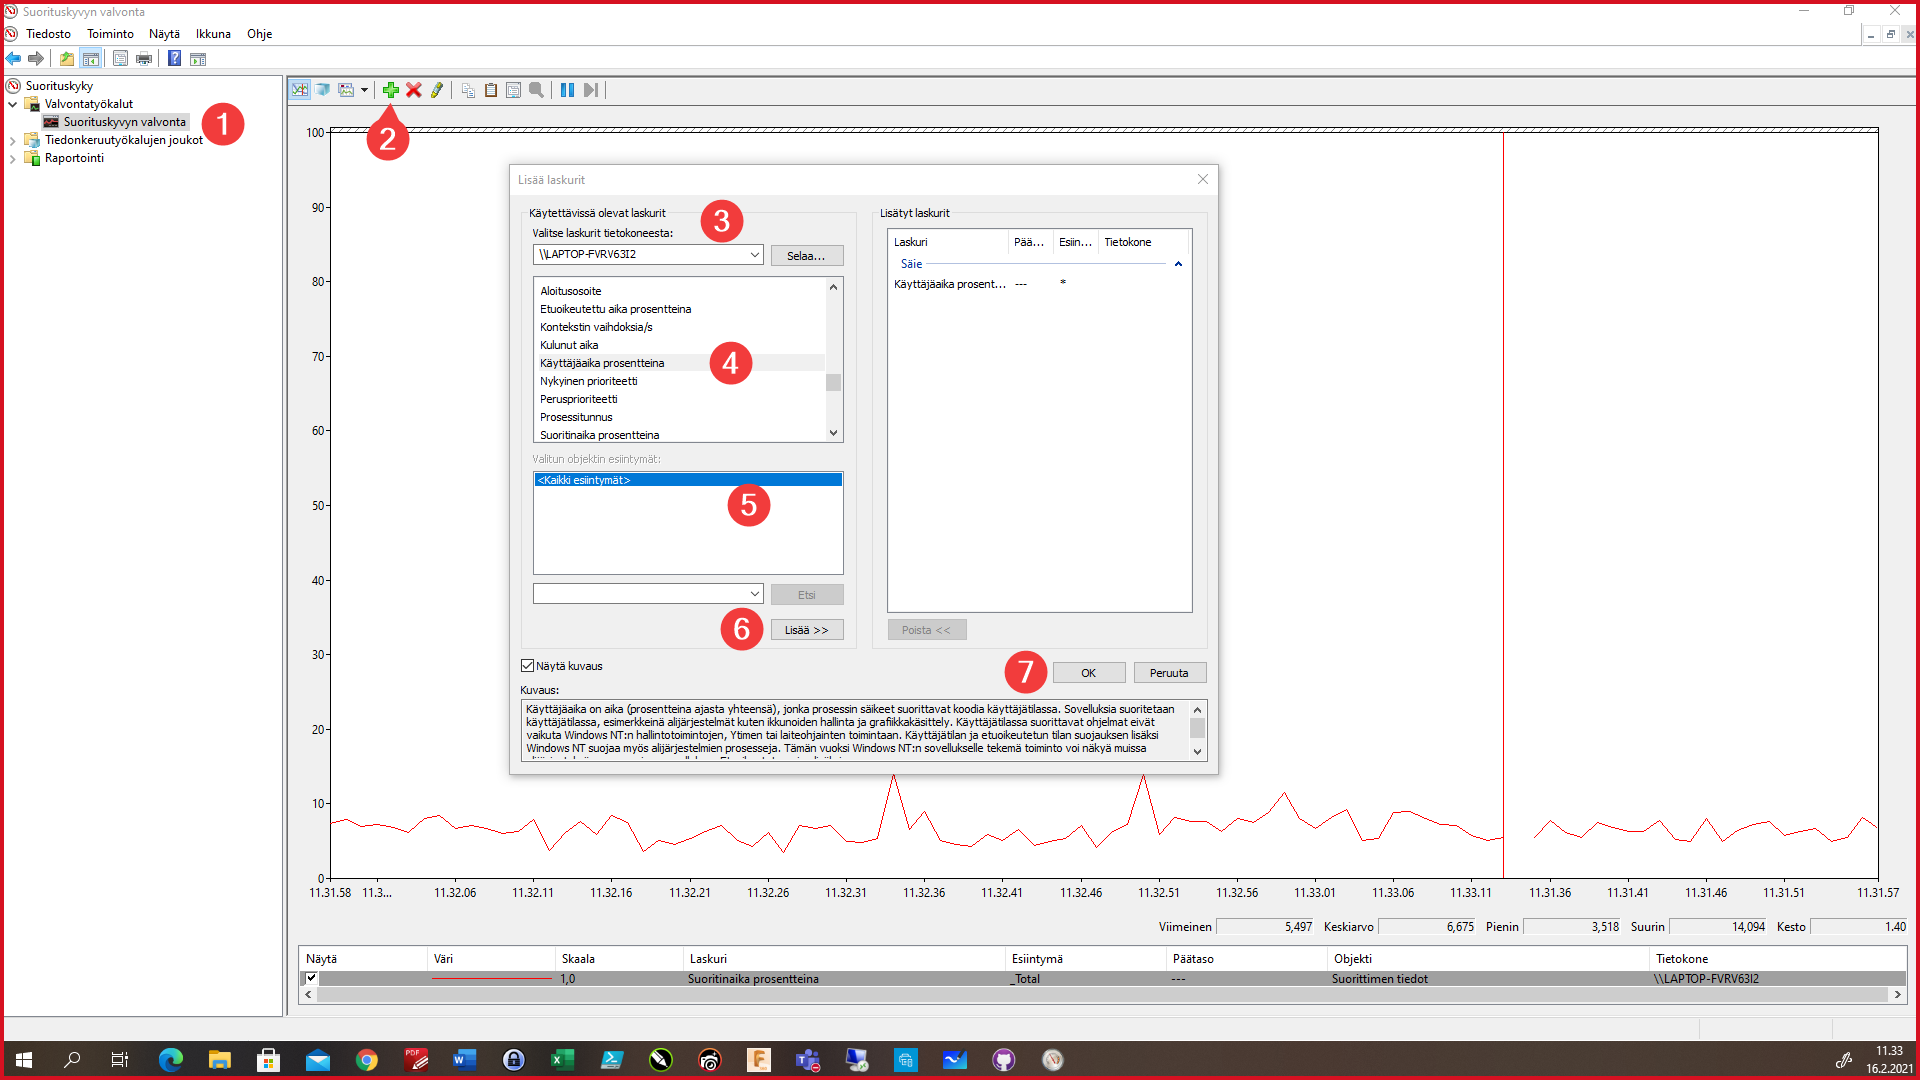 Suorituskyvyn valvonta
Tiedosto Toiminto Näytä Ikkuna Ohje
Suorituskyky
Valvontatyökalut
Suorituskyvyn valvonta
Tiedonkeruutyökalujen joukot
Raportointi
1
2
Lisää laskurit
Käytettävissä olevat laskurit
3
Valitse laskurit tietokoneesta:
\\LAPTOP-FVRV63I2
Selaa...
Aloitusosoite
Etuoikeutettu aika prosentteina
Kontekstin vaihdoksia/s
Kulunut aika
Käyttäjäaika prosentteina
4
Nykyinen prioriteetti
Perusprioriteetti
Prosessitunnus
Suoritinaika prosentteina
Valitun objektin esiintymät:
<Kaikki esiintymät>
5
Etsi
6
Lisää >>
Lisätyt laskurit
Laskuri Pää... Esiin... Tietokone
Säie
Käyttäjäaika prosent... --- *
Poista <<
Näytä kuvaus
7
OK
Peruuta
Kuvaus:
Käyttäjäaika on aika (prosentteina ajasta yhteensä), jonka prosessin säikeet suorittavat koodia käyttäjätilassa. Sovelluksia suoritetaan
käyttäjätilassa, esimerkkeinä alijärjestelmät kuten ikkunoiden hallinta ja grafiikkakäsittely. Käyttäjätilassa suorittavat ohjelmat eivät
vaikuta Windows NT:n hallintotoimintojen, Ytimen tai laiteohjainten toimintaan. Käyttäjätilan ja etuoikeutetun tilan suojauksen lisäksi
Windows NT suojaa myös alijärjestelmien prosesseja. Tämän vuoksi Windows NT:n sovellukselle tekemä toiminto voi näkyä muissa
100
90
80
70
60
50
40
30
20
10
0
11.31.58 11.3... 11.32.06 11.32.11 11.32.16 11.32.21 11.32.26 11.32.31 11.32.36 11.32.41 11.32.46 11.32.51 11.32.56 11.33.01 11.33.06 11.33.11 11.31.36 11.31.41 11.31.46 11.31.51 11.31.57
Viimeinen 5,497 Keskiarvo 6,675 Pienin 3,518 Suurin 14,094 Kesto 1.40
Näytä Väri Skaala Laskuri Esiintymä Päätaso Objekti Tietokone
1,0 Suoritinaika prosentteina _Total --- Suorittimen tiedot \\LAPTOP-FVRV63I2
11.33
16.2.2021